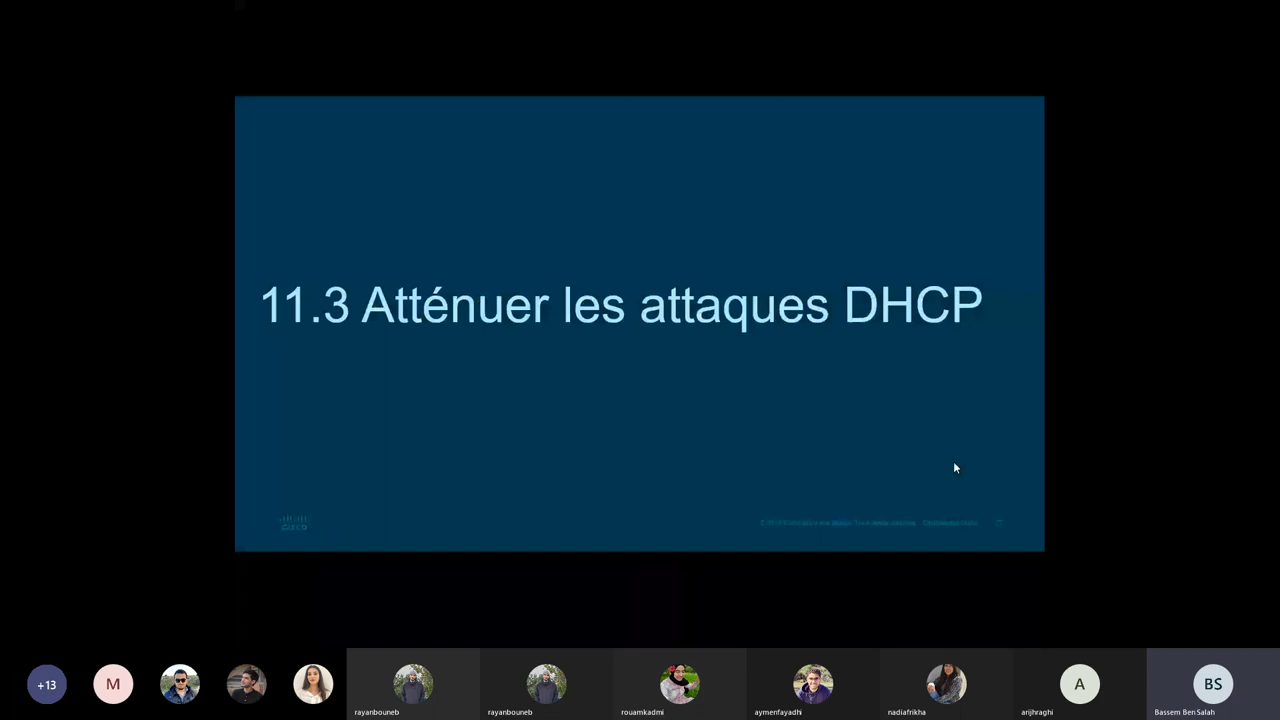 11.3 Atténuer les attaques DHCP
+13
M
rayanbouneb
rayanbouneb
rouamkadmi
aymenfayadhi
nadiafrikha
A
arijhraghi
BS
Bassem Ben Salah